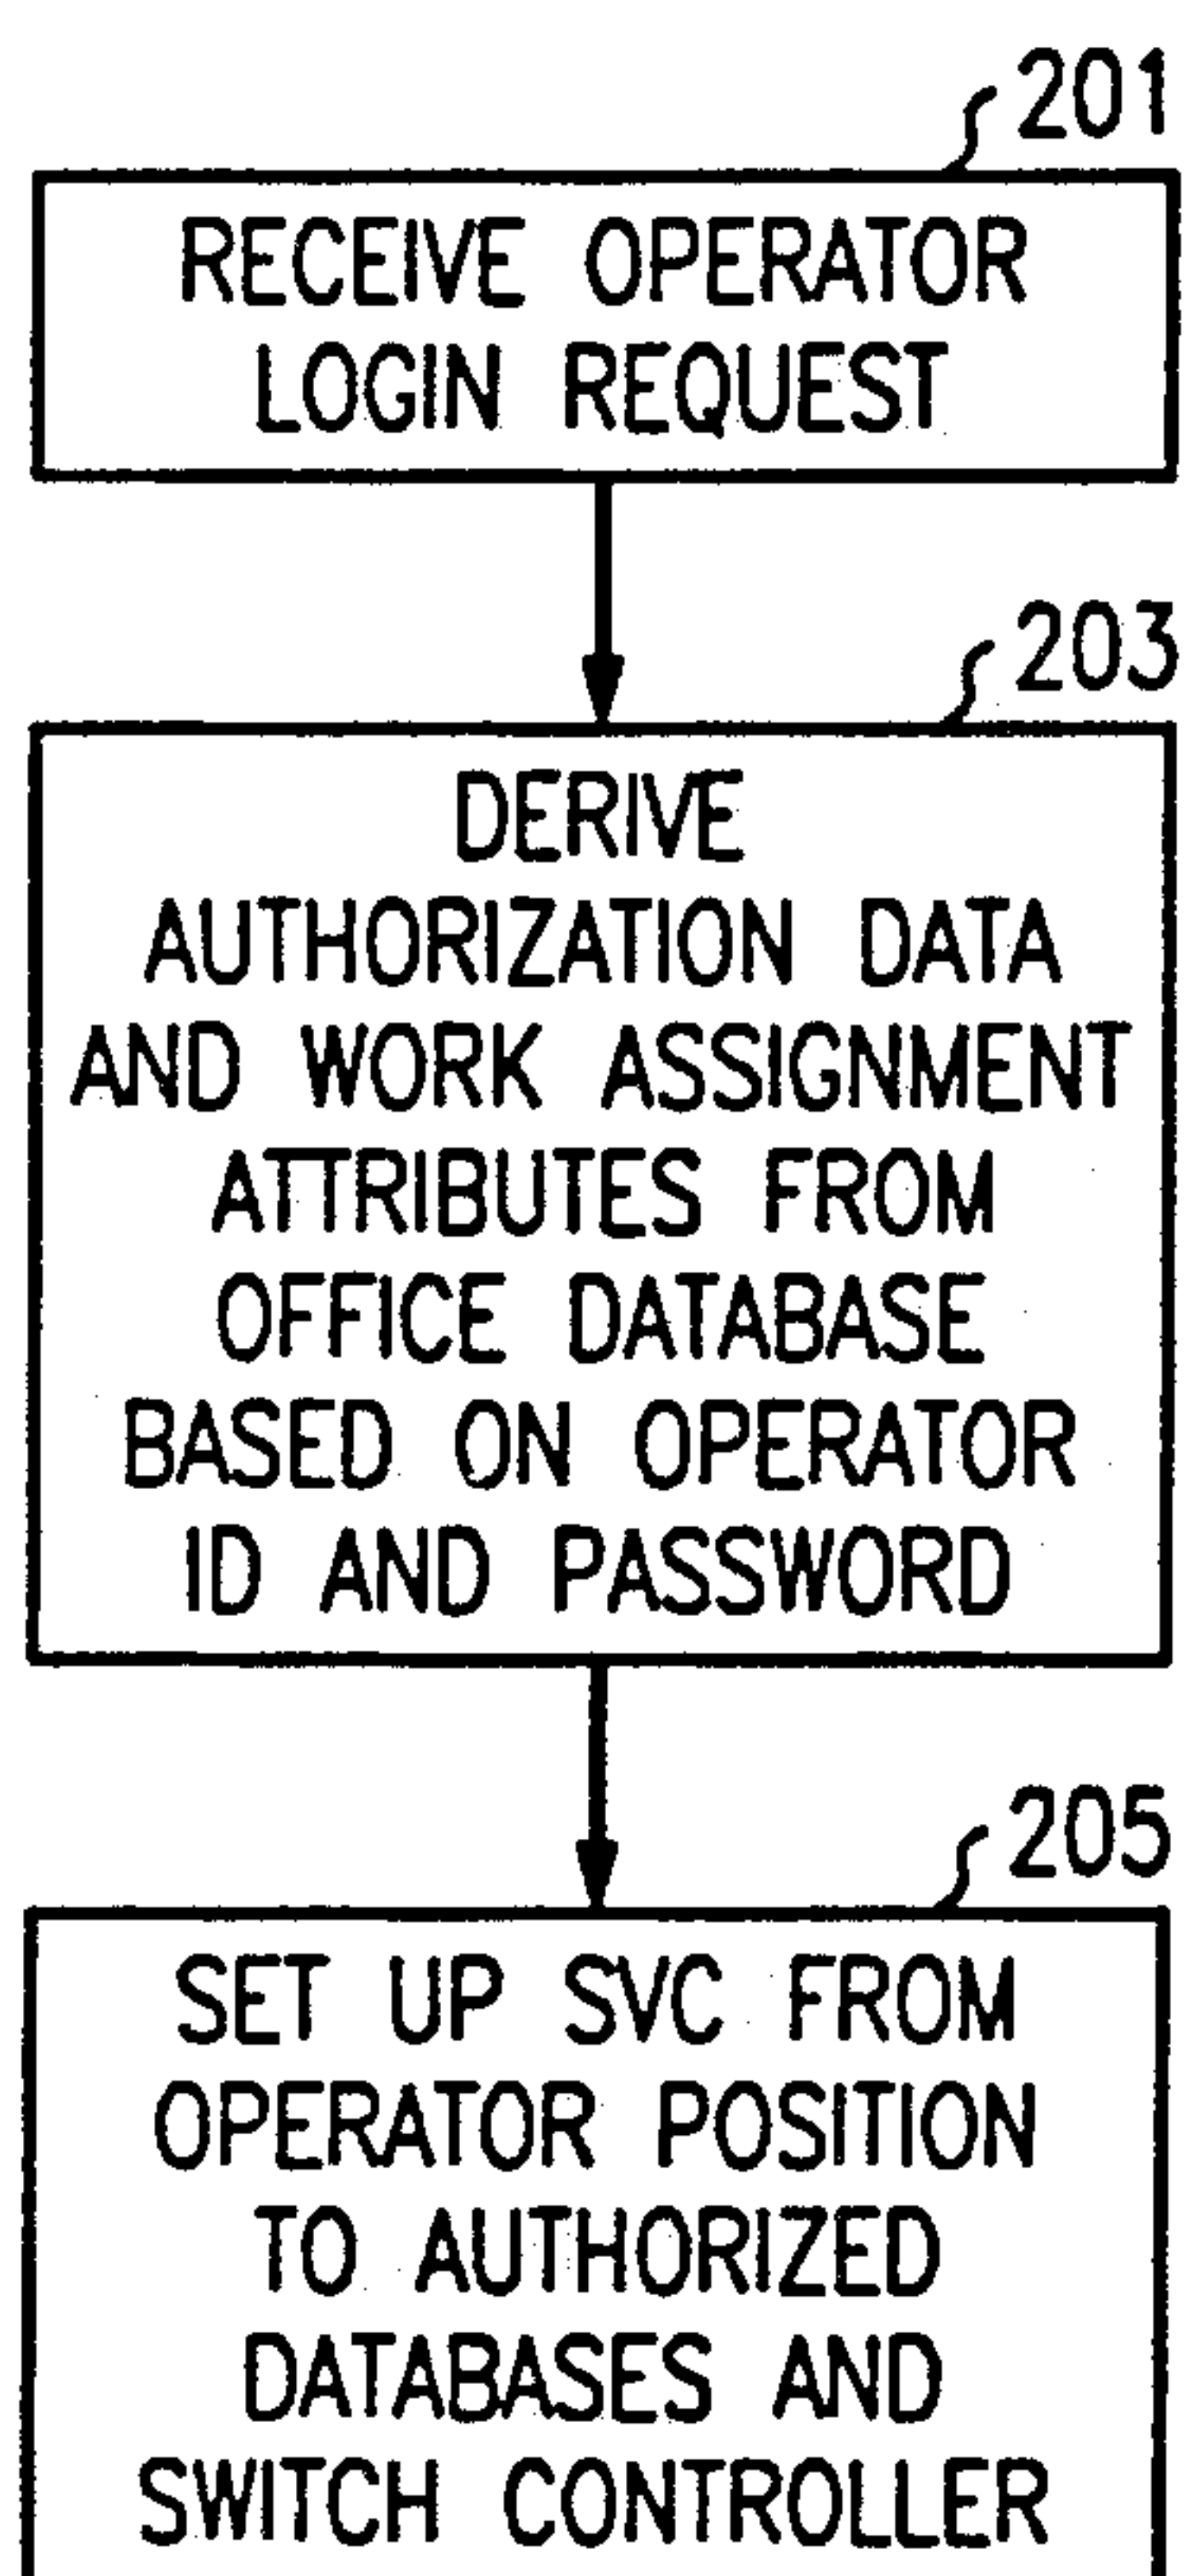 201
RECEIVE OPERATOR
LOGIN REQUEST
203
DERIVE
AUTHORIZATION DATA
AND WORK ASSIGNMENT
ATTRIBUTES FROM
OFFICE DATABASE
BASED ON OPERATOR
ID AND PASSWORD
205
SET UP SVC FROM
OPERATOR POSITION
TO AUTHORIZED
DATABASES AND
SWITCH CONTROLLER